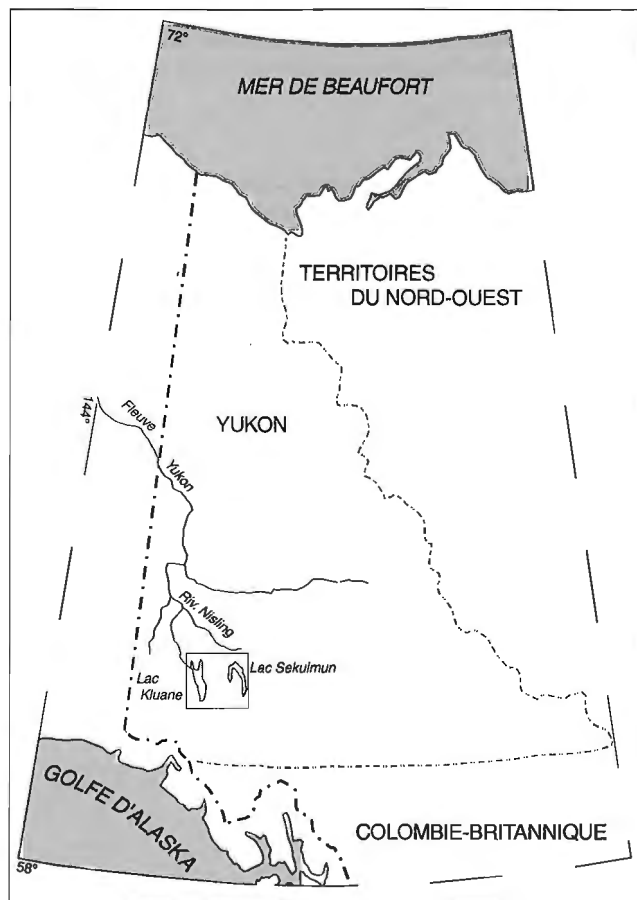 72°
MER DE BEAUFORT
TERRITOIRES
DU NORD-OUEST
144°
Fleuve
Yukon
YUKON
Riv. Nisling
Lac Sekulmun
Lac
Kluane
GOLFE D'ALASKA
COLOMBIE-BRITANNIQUE
58°